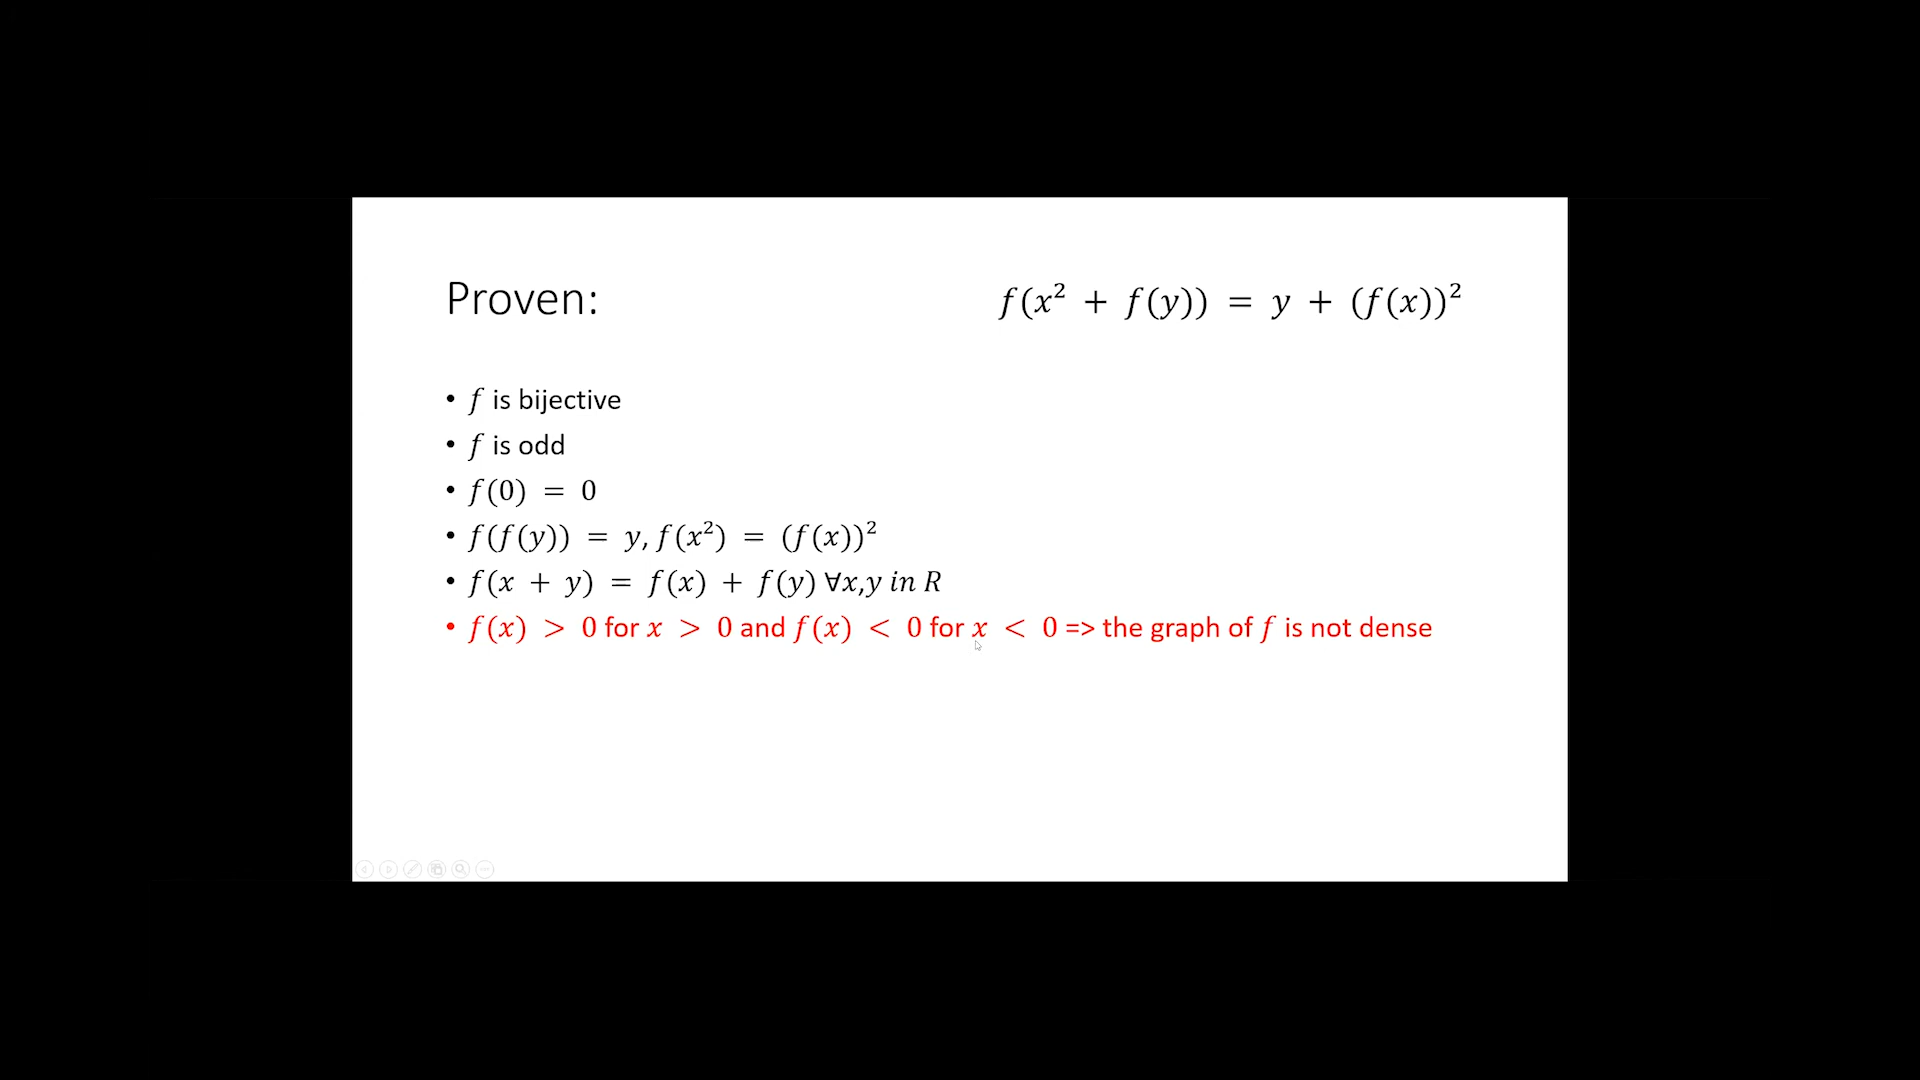 Proven:
f(x² + f(y)) = y + (f(x))²
• f is bijective
• f is odd
• f(0) = 0
• f(f(y)) = y, f(x²) = (f(x))²
• f(x + y) = f(x) + f(y) ∀x,y in R
• f(x) > 0 for x > 0 and f(x) < 0 for x < 0 => the graph of f is not dense